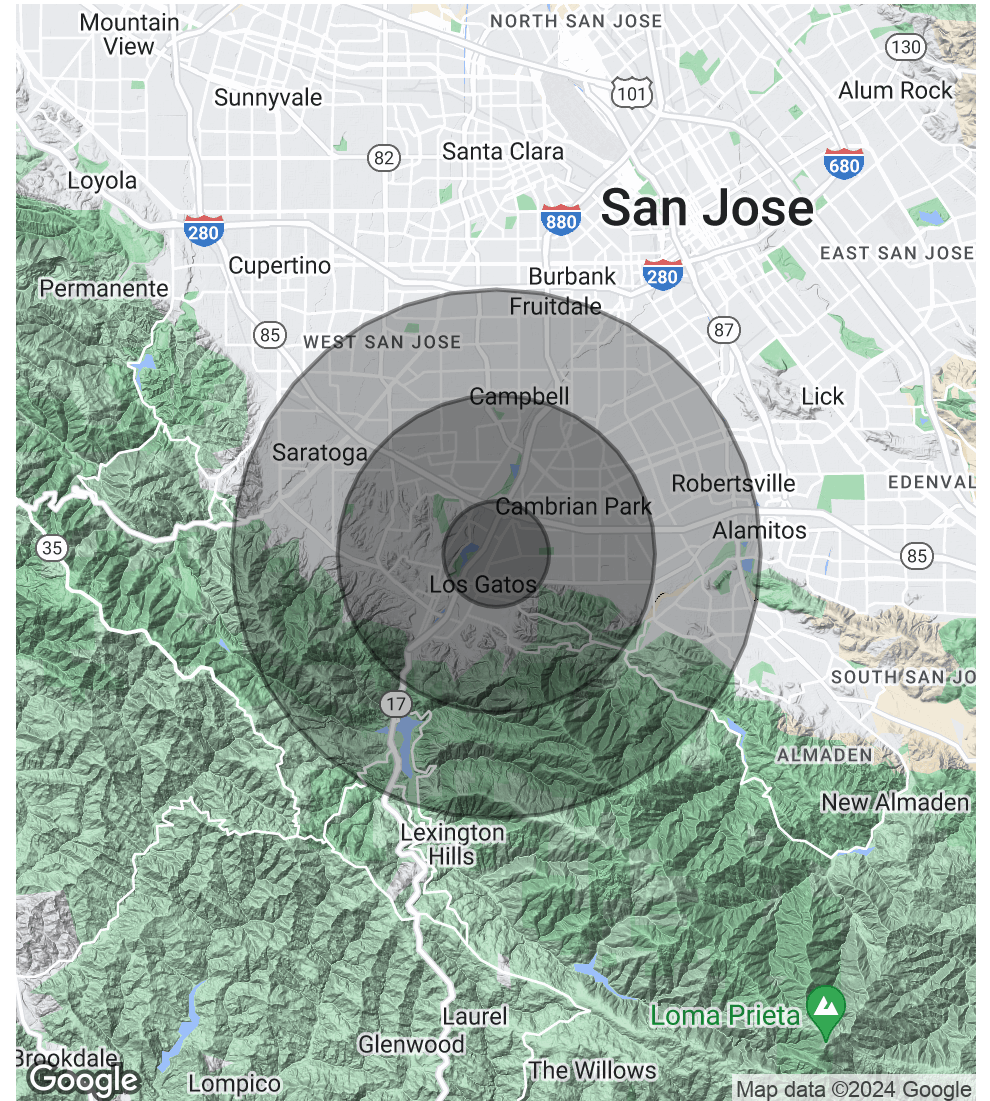 NORTH SAN JOSE
Mountain
View
130
101
Alum Rock
Sunnyvale
82
Santa Clara
680
Loyola
San Jose
880
280
EAST SAN JOSE
Cupertino
Burbank
280
Permanente
Fruitdale
87
85
WEST SAN JOSE
Campbell
Lick
Saratoga
Robertsville
EDENVAL
Cambrian Park
Alamitos
35
85
Los Gatos
SOUTH SAN JO
17
ALMADEN
New Almaden
Lexington
Hills
Loma Prieta
Laurel
Glenwood
Brookdale
The Willows
Google
Lompico
Map data ©2024 Google